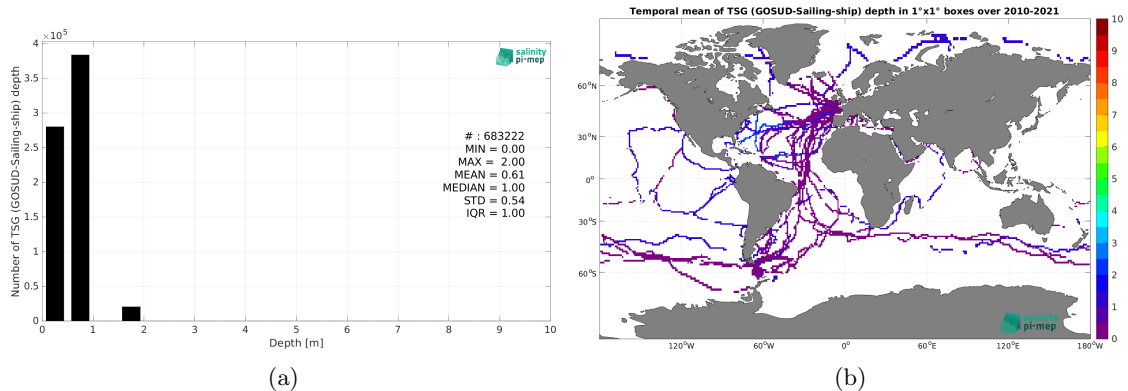 ×10⁵
4
3.5
3
2.5
2
1.5
1
0.5
0
0 1 2 3 4 5 6 7 8 9 10
Number of TSG (GOSUD-Sailing-ship) depth
Depth [m]
salinity
pi-mep
# : 683222
MIN = 0.00
MAX = 2.00
MEAN = 0.61
MEDIAN = 1.00
STD = 0.54
IQR = 1.00
(a)
Temporal mean of TSG (GOSUD-Sailing-ship) depth in 1°x1° boxes over 2010-2021
60°N
30°N
0°
30°S
60°S
120°W 60°W 0° 60°E 120°E 180°W
salinity
pi-mep
10
9
8
7
6
5
4
3
2
1
0
(b)